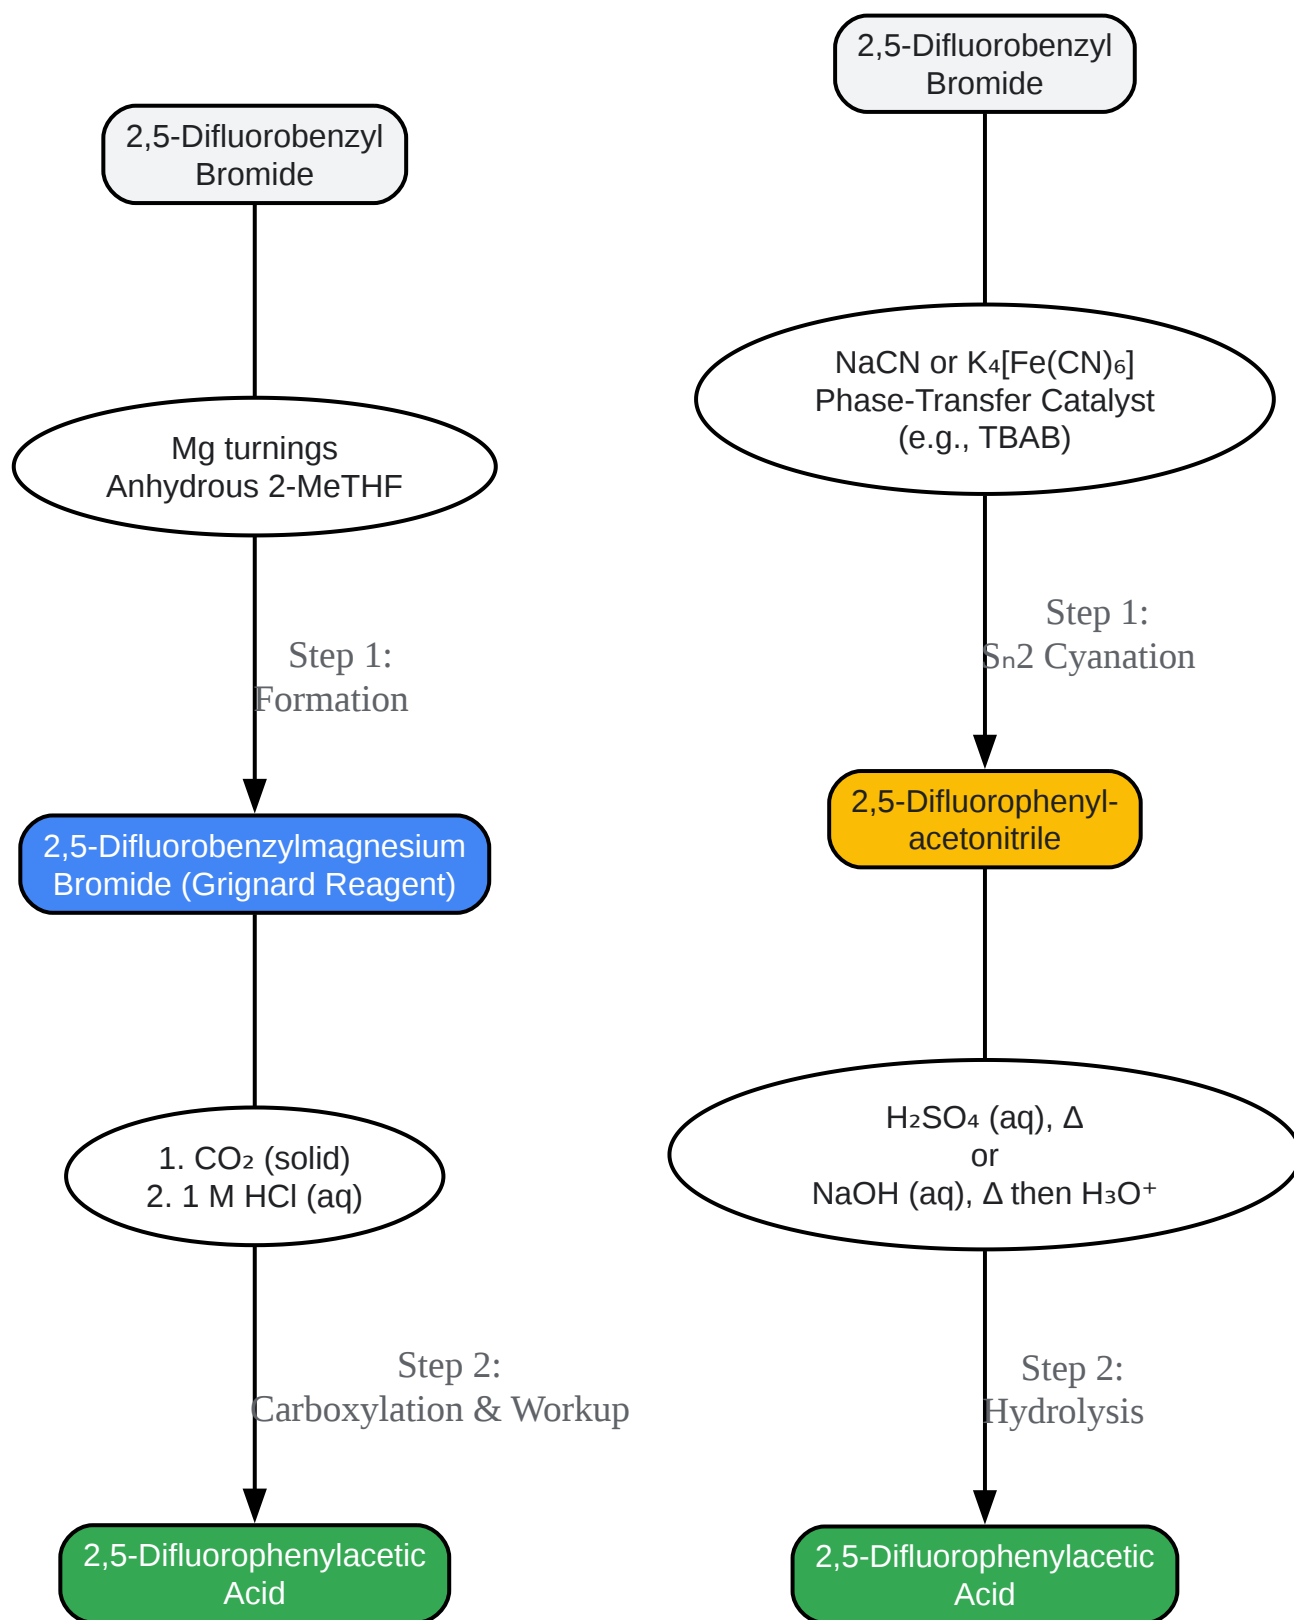 2,5-Difluorobenzyl
Bromide
Mg turnings
Anhydrous 2-MeTHF
Step 1:
Formation
2,5-Difluorobenzylmagnesium
Bromide (Grignard Reagent)
1. CO₂ (solid)
2. 1 M HCl (aq)
Step 2:
Carboxylation & Workup
2,5-Difluorophenylacetic
Acid
2,5-Difluorobenzyl
Bromide
NaCN or K₄[Fe(CN)₆]
Phase-Transfer Catalyst
(e.g., TBAB)
Step 1:
Sₙ2 Cyanation
2,5-Difluorophenyl-
acetonitrile
H₂SO₄ (aq), Δ
or
NaOH (aq), Δ then H₃O⁺
Step 2:
Hydrolysis
2,5-Difluorophenylacetic
Acid